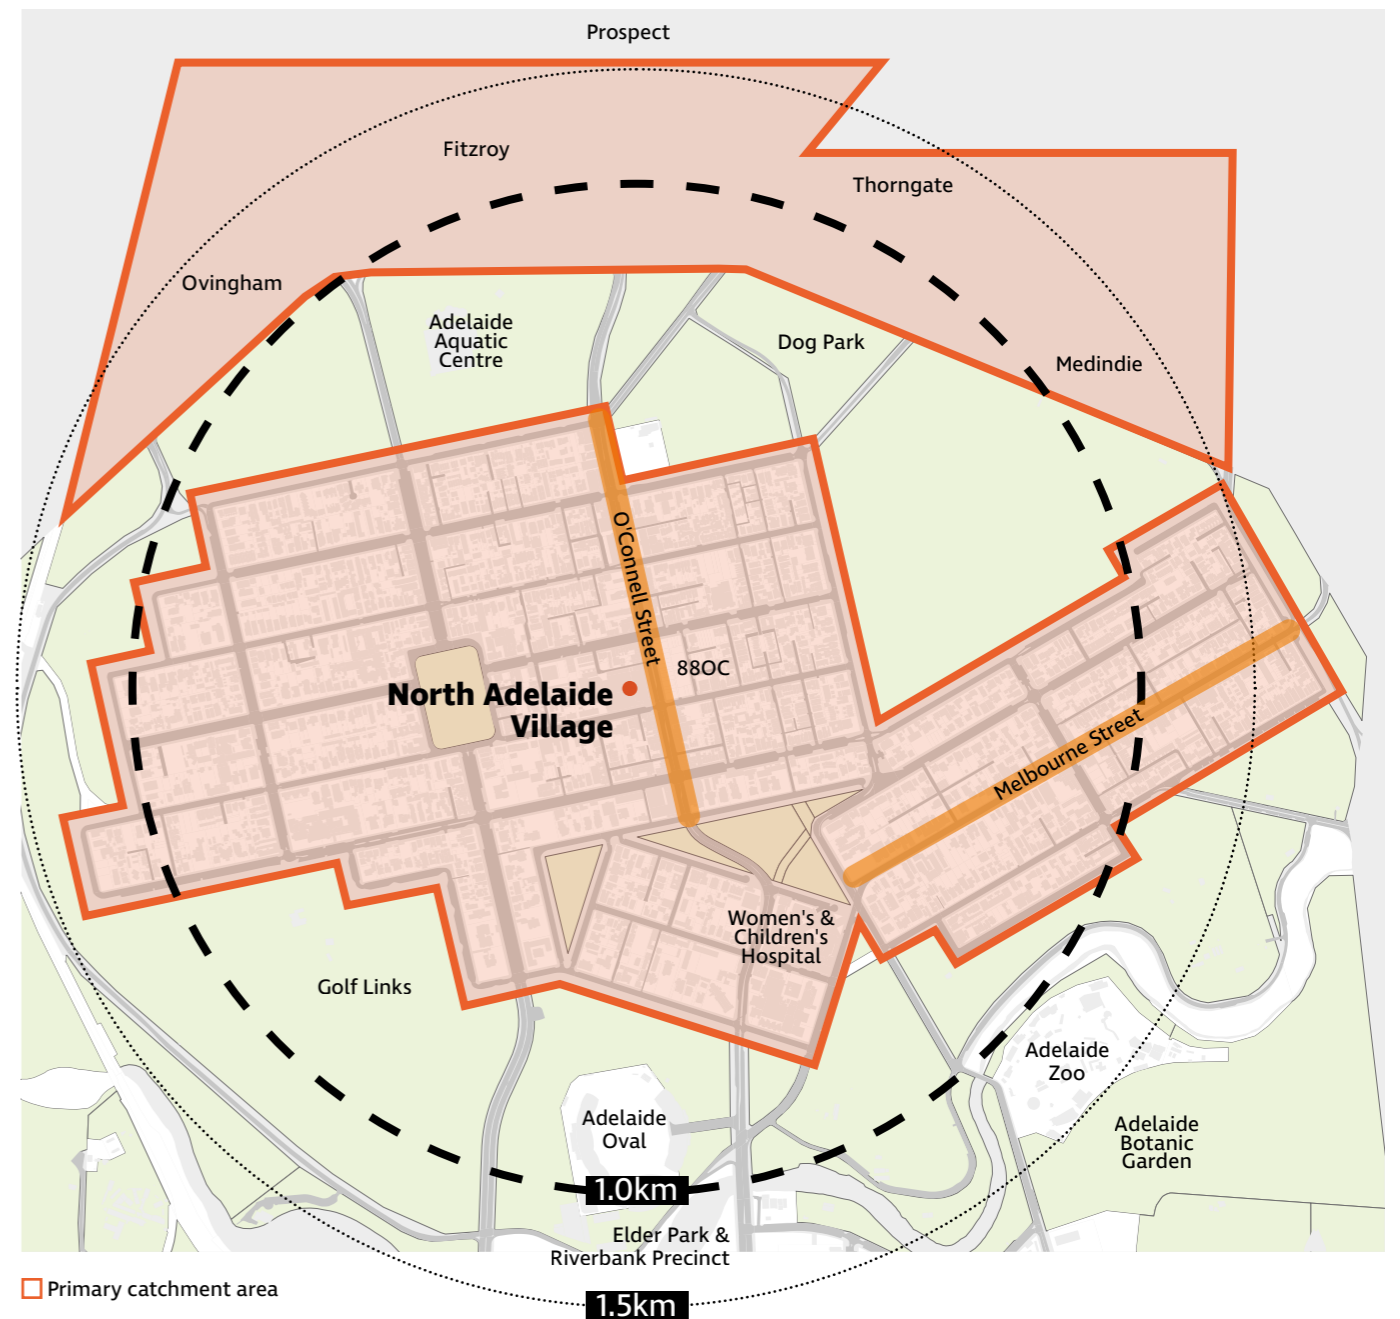 Prospect
Fitzroy
Thorngate
Ovingham
Adelaide
Aquatic
Centre
Dog Park
Medindie
O'Connell Street
88OC
North Adelaide
Village
Melbourne Street
Women's &
Children's
Hospital
Golf Links
Adelaide
Zoo
Adelaide
Oval
Adelaide
Botanic
Garden
1.0km
Elder Park &
Riverbank Precinct
Primary catchment area
1.5km